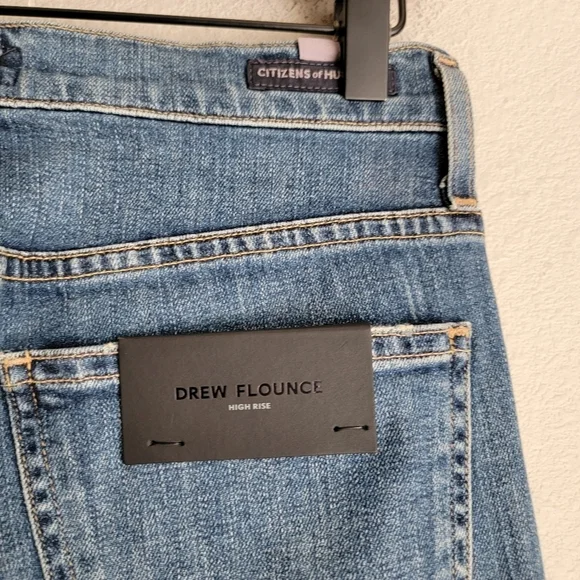 CITIZENS of HU
DREW FLOUNCE
HIGH RISE